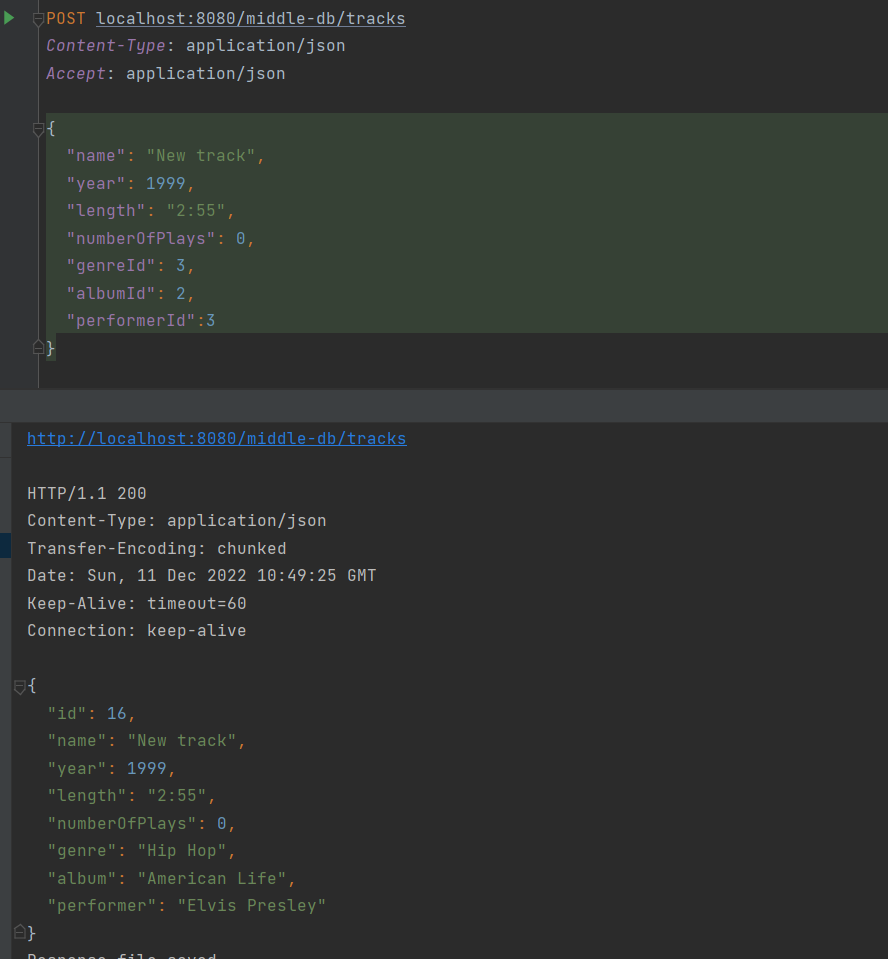 POST localhost:8080/middle-db/tracks
Content-Type: application/json
Accept: application/json
{
"name": "New track",
"year": 1999,
"length": "2:55",
"numberOfPlays": 0,
"genreId": 3,
"albumId": 2,
"performerId":3
}
http://localhost:8080/middle-db/tracks
HTTP/1.1 200
Content-Type: application/json
Transfer-Encoding: chunked
Date: Sun, 11 Dec 2022 10:49:25 GMT
Keep-Alive: timeout=60
Connection: keep-alive
{
"id": 16,
"name": "New track",
"year": 1999,
"length": "2:55",
"numberOfPlays": 0,
"genre": "Hip Hop",
"album": "American Life",
"performer": "Elvis Presley"
}
Response file saved